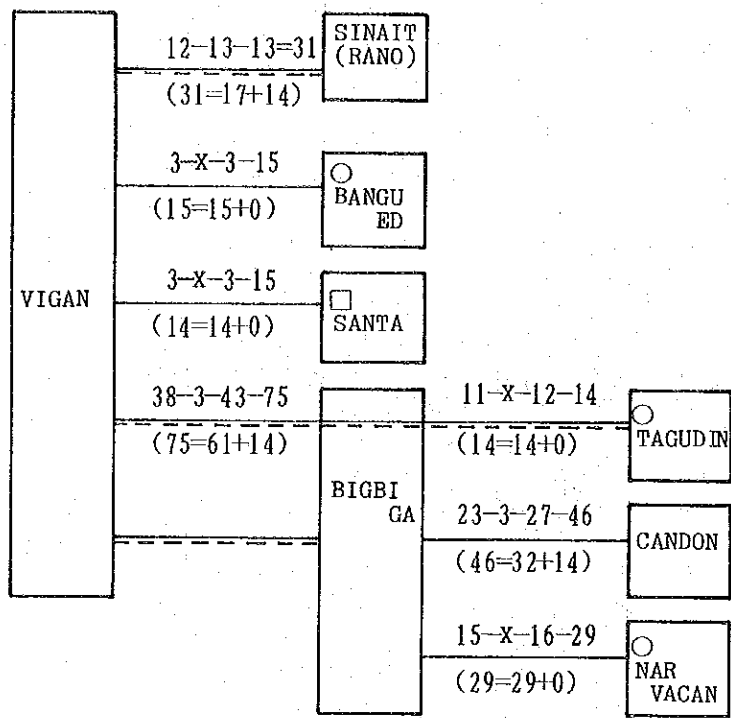 12-13-13=31
SINAIT
(RANO)
(31=17+14)
3-X-3-15
BANGU
ED
(15=15+0)
VIGAN
3-X-3-15
SANTA
(14=14+0)
38-3-43-75
(75=61+14)
BIGBI
GA
11-X-12-14
(14=14+0)
TAGUDIN
23-3-27-46
CANDON
(46=32+14)
15-X-16-29
NAR
VACAN
(29=29+0)